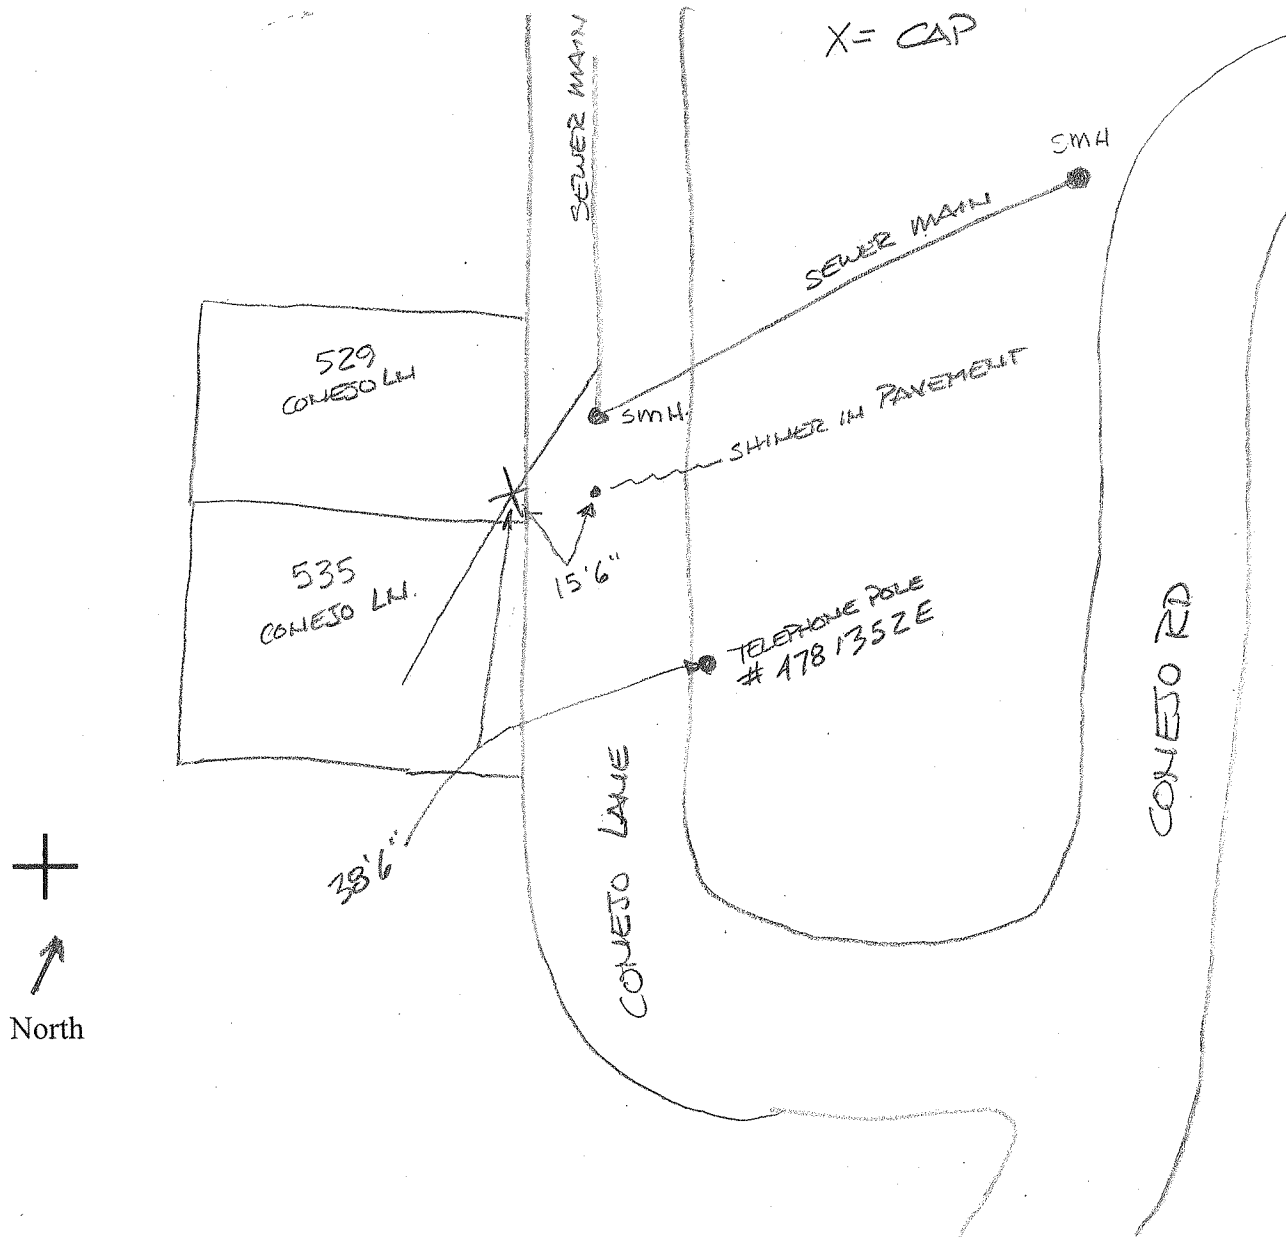 X = CAP
SEWER MAIN
SMH
SEWER MAIN
529
CONEJO LN
SMH.
SHINER IN PAVEMENT
15'6"
535
CONEJO LN.
TELEPHONE POLE
# 4781352E
CONEJO RD
CONEJO LANE
38'6"
North